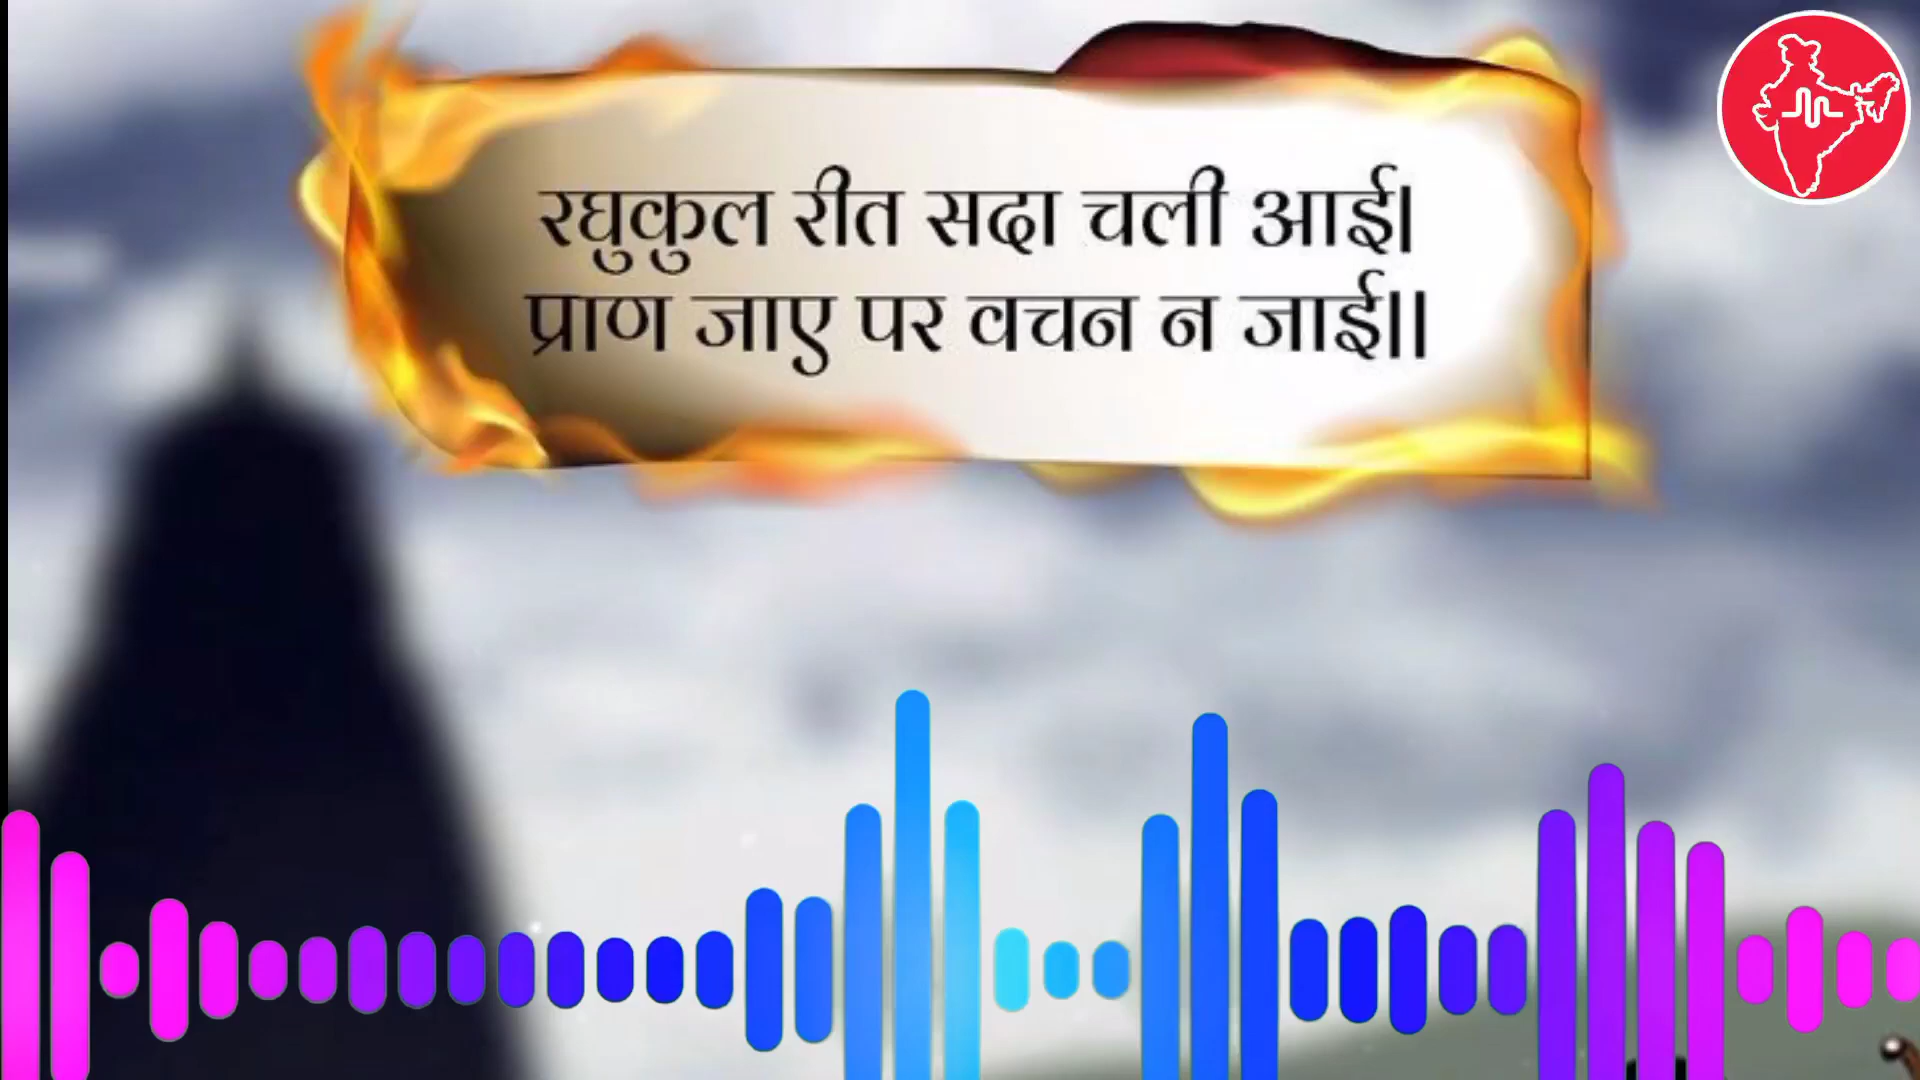 रघुकुल रीत सदा चली आई।
प्राण जाए पर वचन न जाई।।